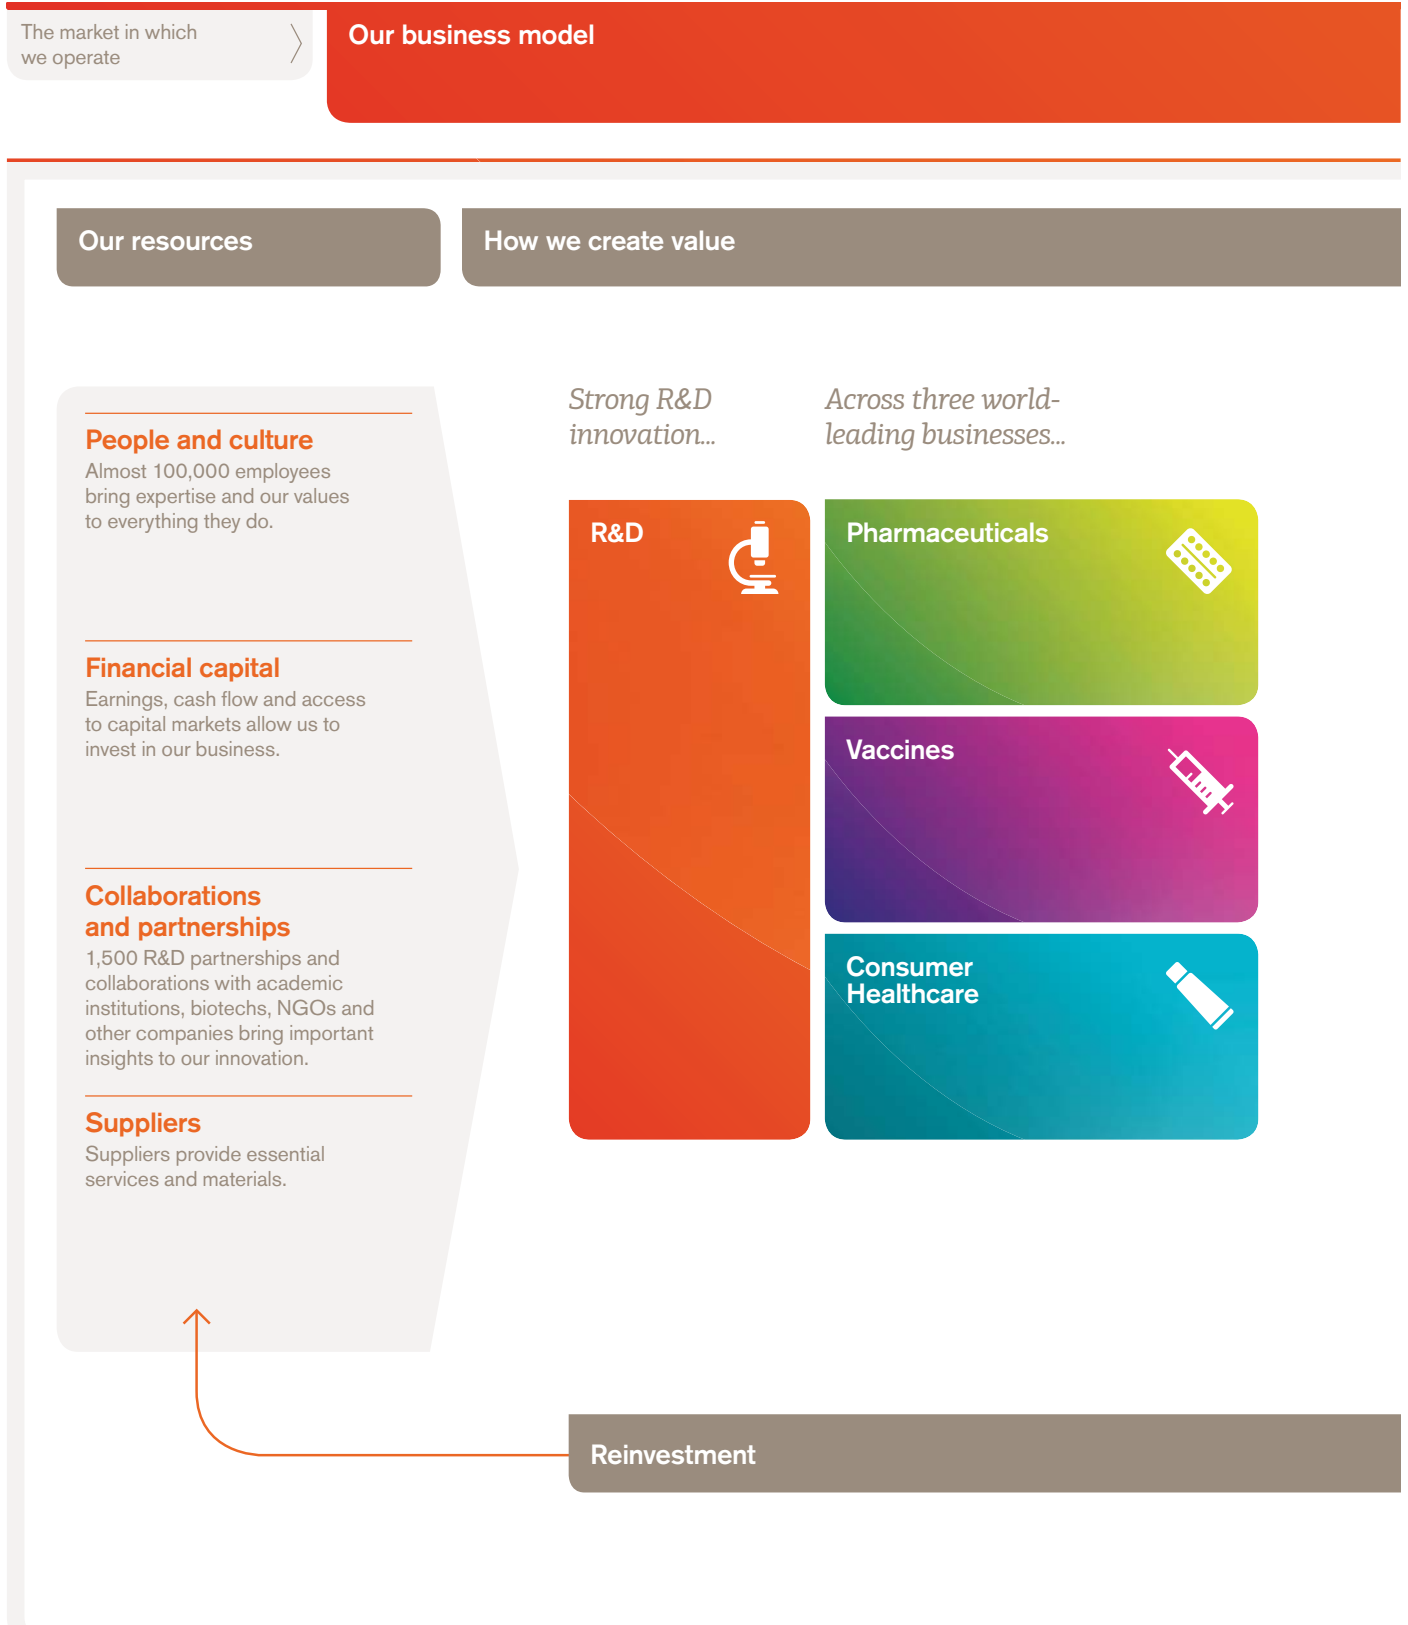 The market in which
we operate
Our business model
Our resources
How we create value
People and culture
Almost 100,000 employees
bring expertise and our values
to everything they do.
Financial capital
Earnings, cash flow and access
to capital markets allow us to
invest in our business.
Collaborations
and partnerships
1,500 R&D partnerships and
collaborations with academic
institutions, biotechs, NGOs and
other companies bring important
insights to our innovation.
Suppliers
Suppliers provide essential
services and materials.
Strong R&D
innovation...
Across three world-
leading businesses...
R&D
Pharmaceuticals
Vaccines
Consumer
Healthcare
Reinvestment